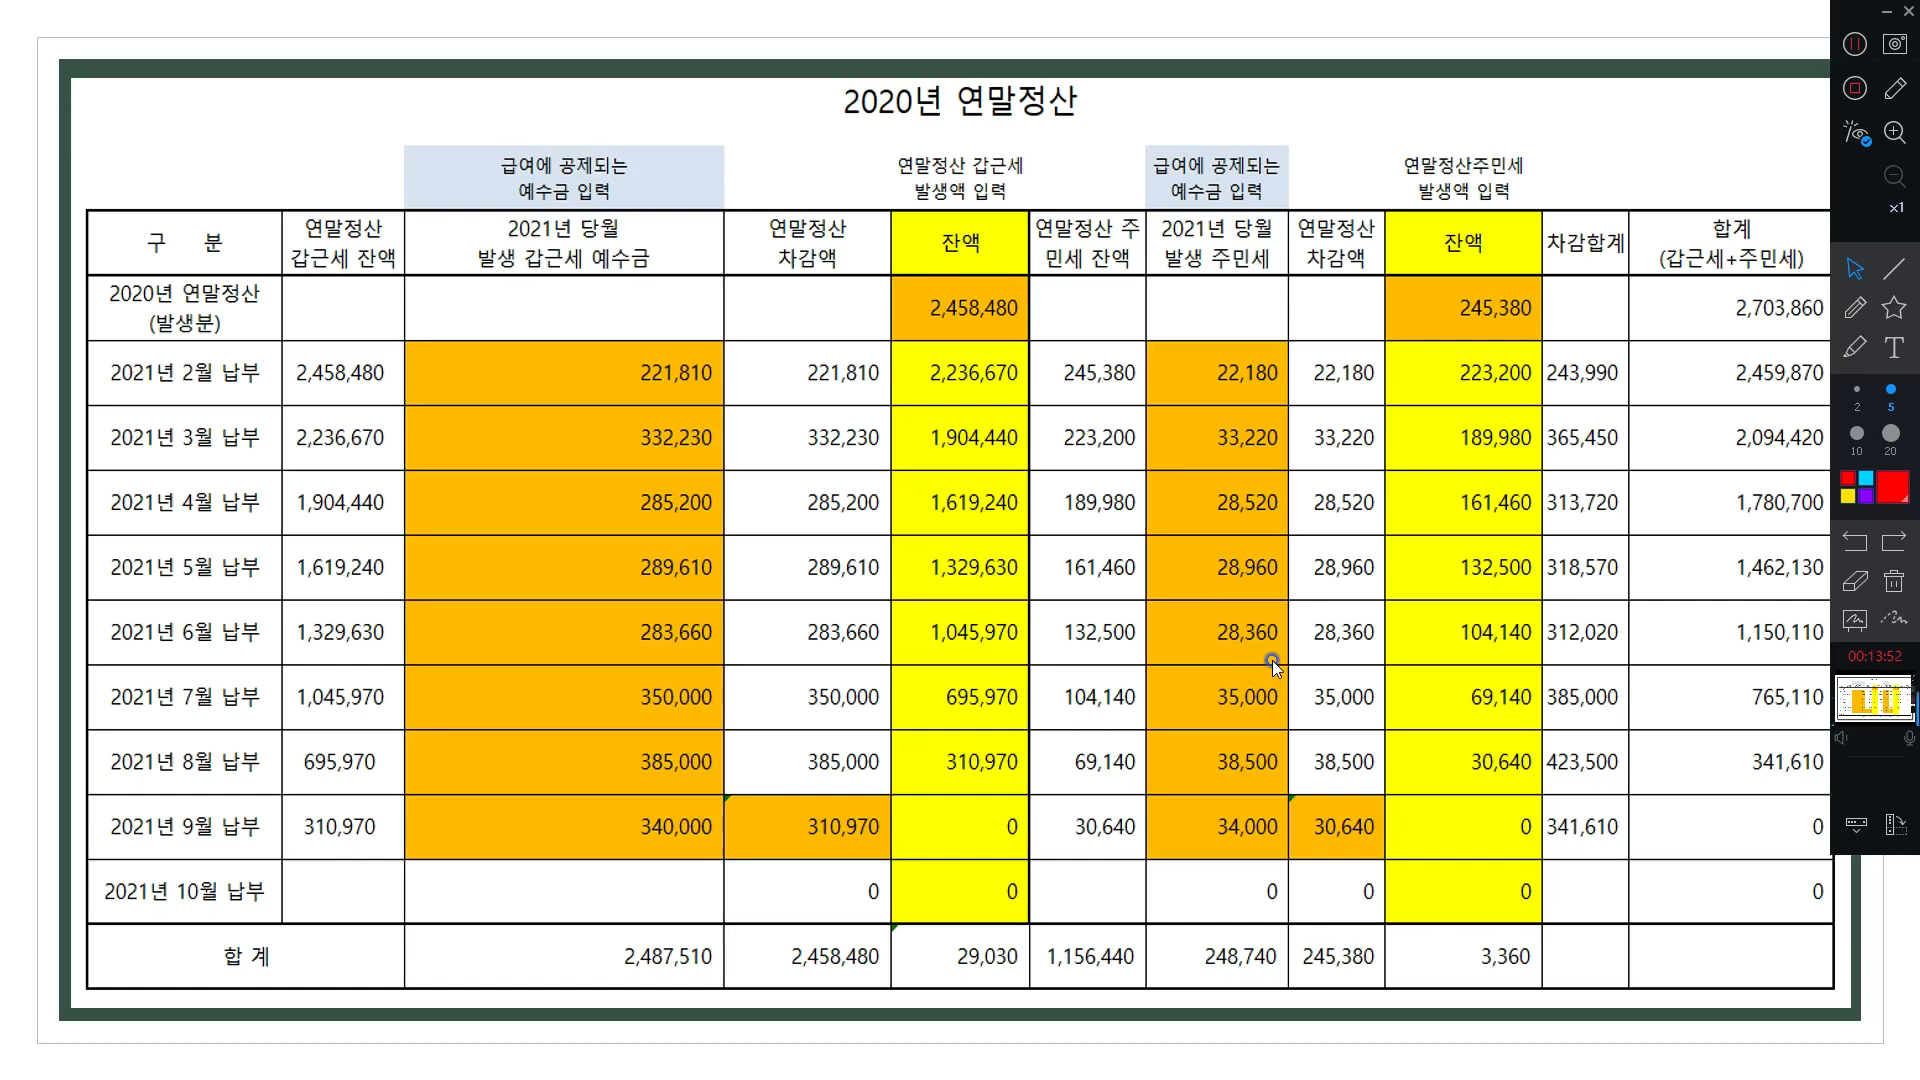 2020년 연말정산
급여에 공제되는
예수금 입력
연말정산 갑근세
발생액 입력
급여에 공제되는
예수금 입력
연말정산주민세
발생액 입력
구 분
연말정산
갑근세 잔액
2021년 당월
발생 갑근세 예수금
연말정산
차감액
잔액
연말정산 주
민세 잔액
2021년 당월
발생 주민세
연말정산
차감액
잔액
차감합계
합계
(갑근세+주민세)
2020년 연말정산
(발생분)
2,458,480
245,380
2,703,860
2021년 2월 납부 2,458,480 221,810 221,810 2,236,670 245,380 22,180 22,180 223,200 243,990 2,459,870
2021년 3월 납부 2,236,670 332,230 332,230 1,904,440 223,200 33,220 33,220 189,980 365,450 2,094,420
2021년 4월 납부 1,904,440 285,200 285,200 1,619,240 189,980 28,520 28,520 161,460 313,720 1,780,700
2021년 5월 납부 1,619,240 289,610 289,610 1,329,630 161,460 28,960 28,960 132,500 318,570 1,462,130
2021년 6월 납부 1,329,630 283,660 283,660 1,045,970 132,500 28,360 28,360 104,140 312,020 1,150,110
2021년 7월 납부 1,045,970 350,000 350,000 695,970 104,140 35,000 35,000 69,140 385,000 765,110
2021년 8월 납부 695,970 385,000 385,000 310,970 69,140 38,500 38,500 30,640 423,500 341,610
2021년 9월 납부 310,970 340,000 310,970 0 30,640 34,000 30,640 0 341,610 0
2021년 10월 납부 0 0 0 0 0 0
합 계 2,487,510 2,458,480 29,030 1,156,440 248,740 245,380 3,360
x1
T
2 5
10 20
00:13:52